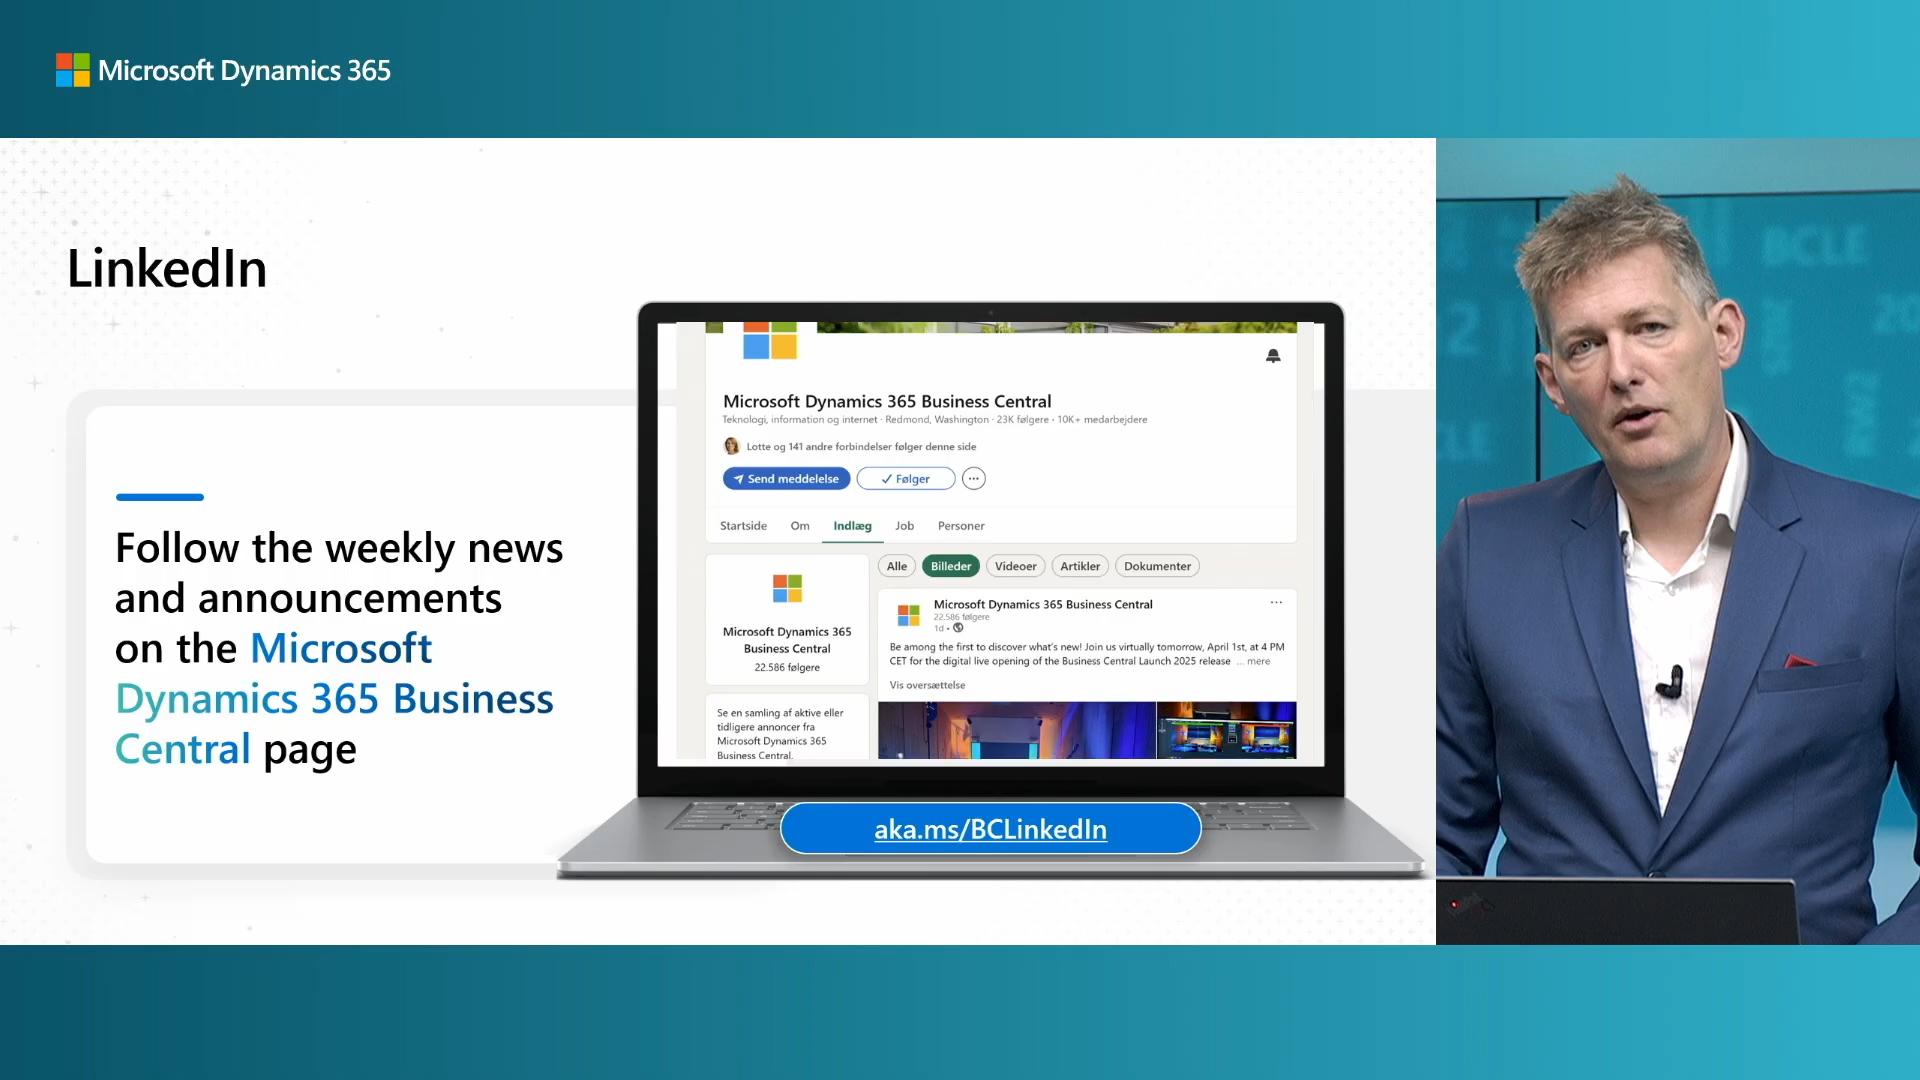 Microsoft Dynamics 365
LinkedIn
Follow the weekly news
and announcements
on the Microsoft
Dynamics 365 Business
Central page
Microsoft Dynamics 365 Business Central
Teknologi, information og internet · Redmond, Washington · 23K følgere · 10K+ medarbejdere
Lotte og 141 andre forbindelser følger denne side
Send meddelelse
Følger
Startside
Om
Indlæg
Job
Personer
Microsoft Dynamics 365
Business Central
22.586 følgere
Se en samling af aktive eller
tidligere annoncer fra
Microsoft Dynamics 365
Business Central.
Alle
Billeder
Videoer
Artikler
Dokumenter
Microsoft Dynamics 365 Business Central
22.586 følgere
1d •
Be among the first to discover what's new! Join us virtually tomorrow, April 1st, at 4 PM
CET for the digital live opening of the Business Central Launch 2025 release ... mere
Vis oversættelse
aka.ms/BCLinkedIn
BCLE